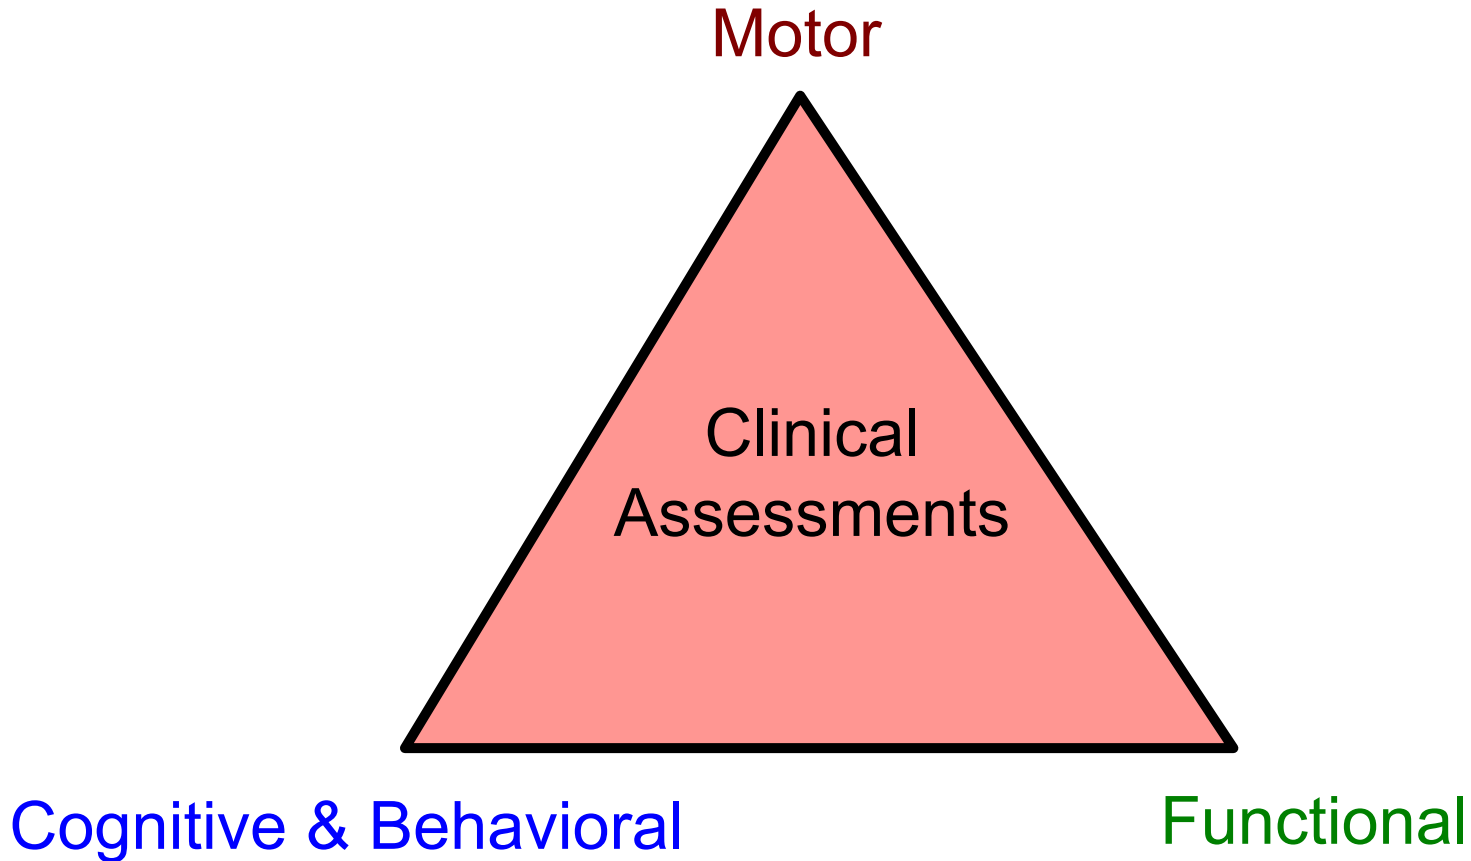 Motor
Clinical
Assessments
Cognitive & Behavioral
Functional